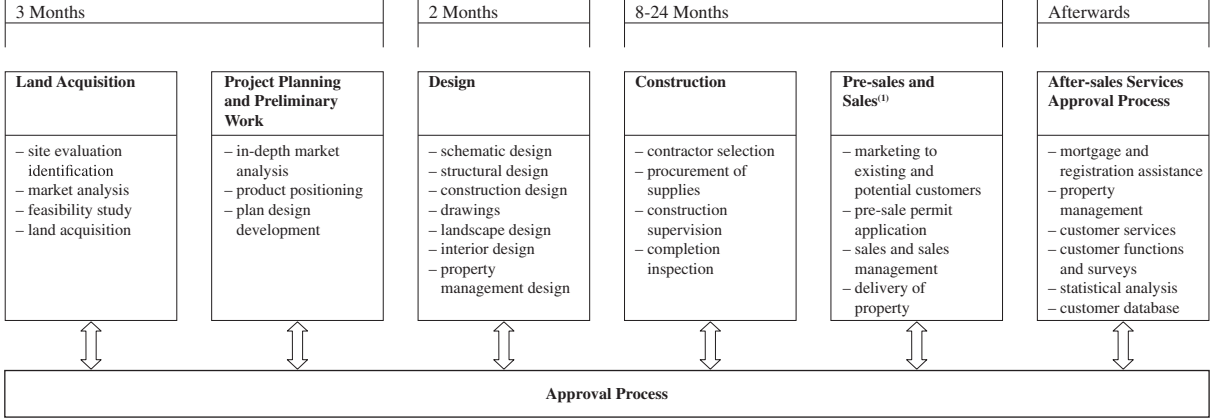 3 Months
2 Months
8-24 Months
Afterwards
Land Acquisition
– site evaluation
identification
– market analysis
– feasibility study
– land acquisition
Project Planning
and Preliminary
Work
– in-depth market
analysis
– product positioning
– plan design
development
Design
– schematic design
– structural design
– construction design
– drawings
– landscape design
– interior design
– property
management design
Construction
– contractor selection
– procurement of
supplies
– construction
supervision
– completion
inspection
Pre-sales and
Sales(1)
– marketing to
existing and
potential customers
– pre-sale permit
application
– sales and sales
management
– delivery of
property
After-sales Services
Approval Process
– mortgage and
registration assistance
– property
management
– customer services
– customer functions
and surveys
– statistical analysis
– customer database
Approval Process